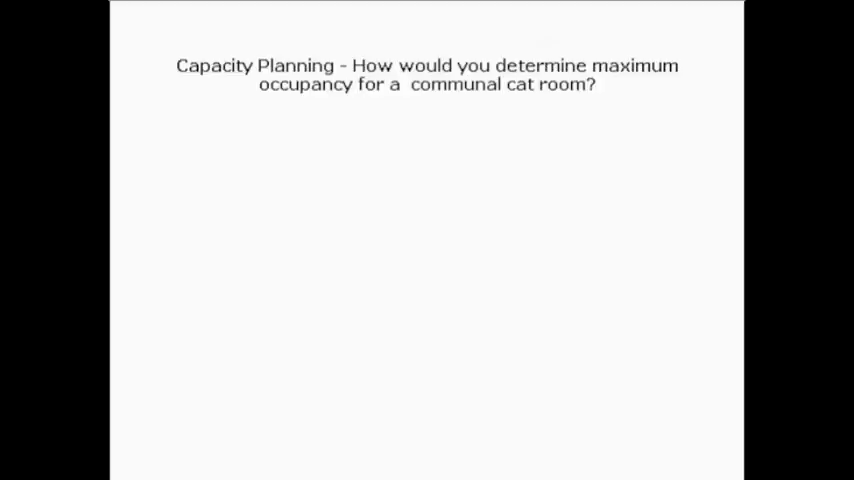 Capacity Planning - How would you determine maximum
occupancy for a  communal cat room?